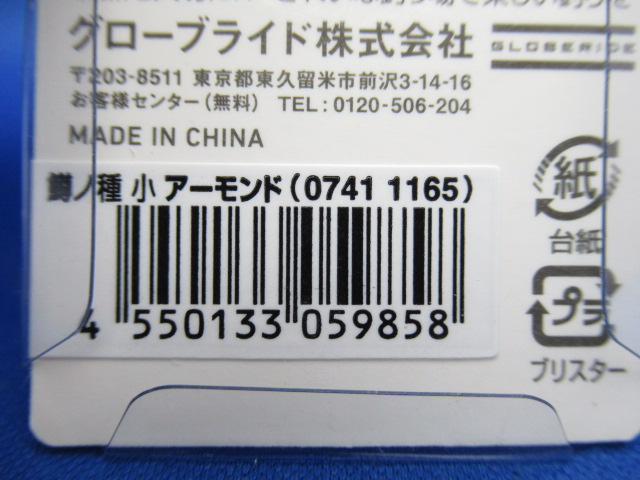 グローブライド株式会社 GLOBERIDE
〒203-8511 東京都東久留米市前沢3-14-16
お客様センター(無料) TEL:0120-506-204
MADE IN CHINA
鱒ノ種 小 アーモンド(0741 1165)
4 550133 059858
紙
台紙
プラ
ブリスター